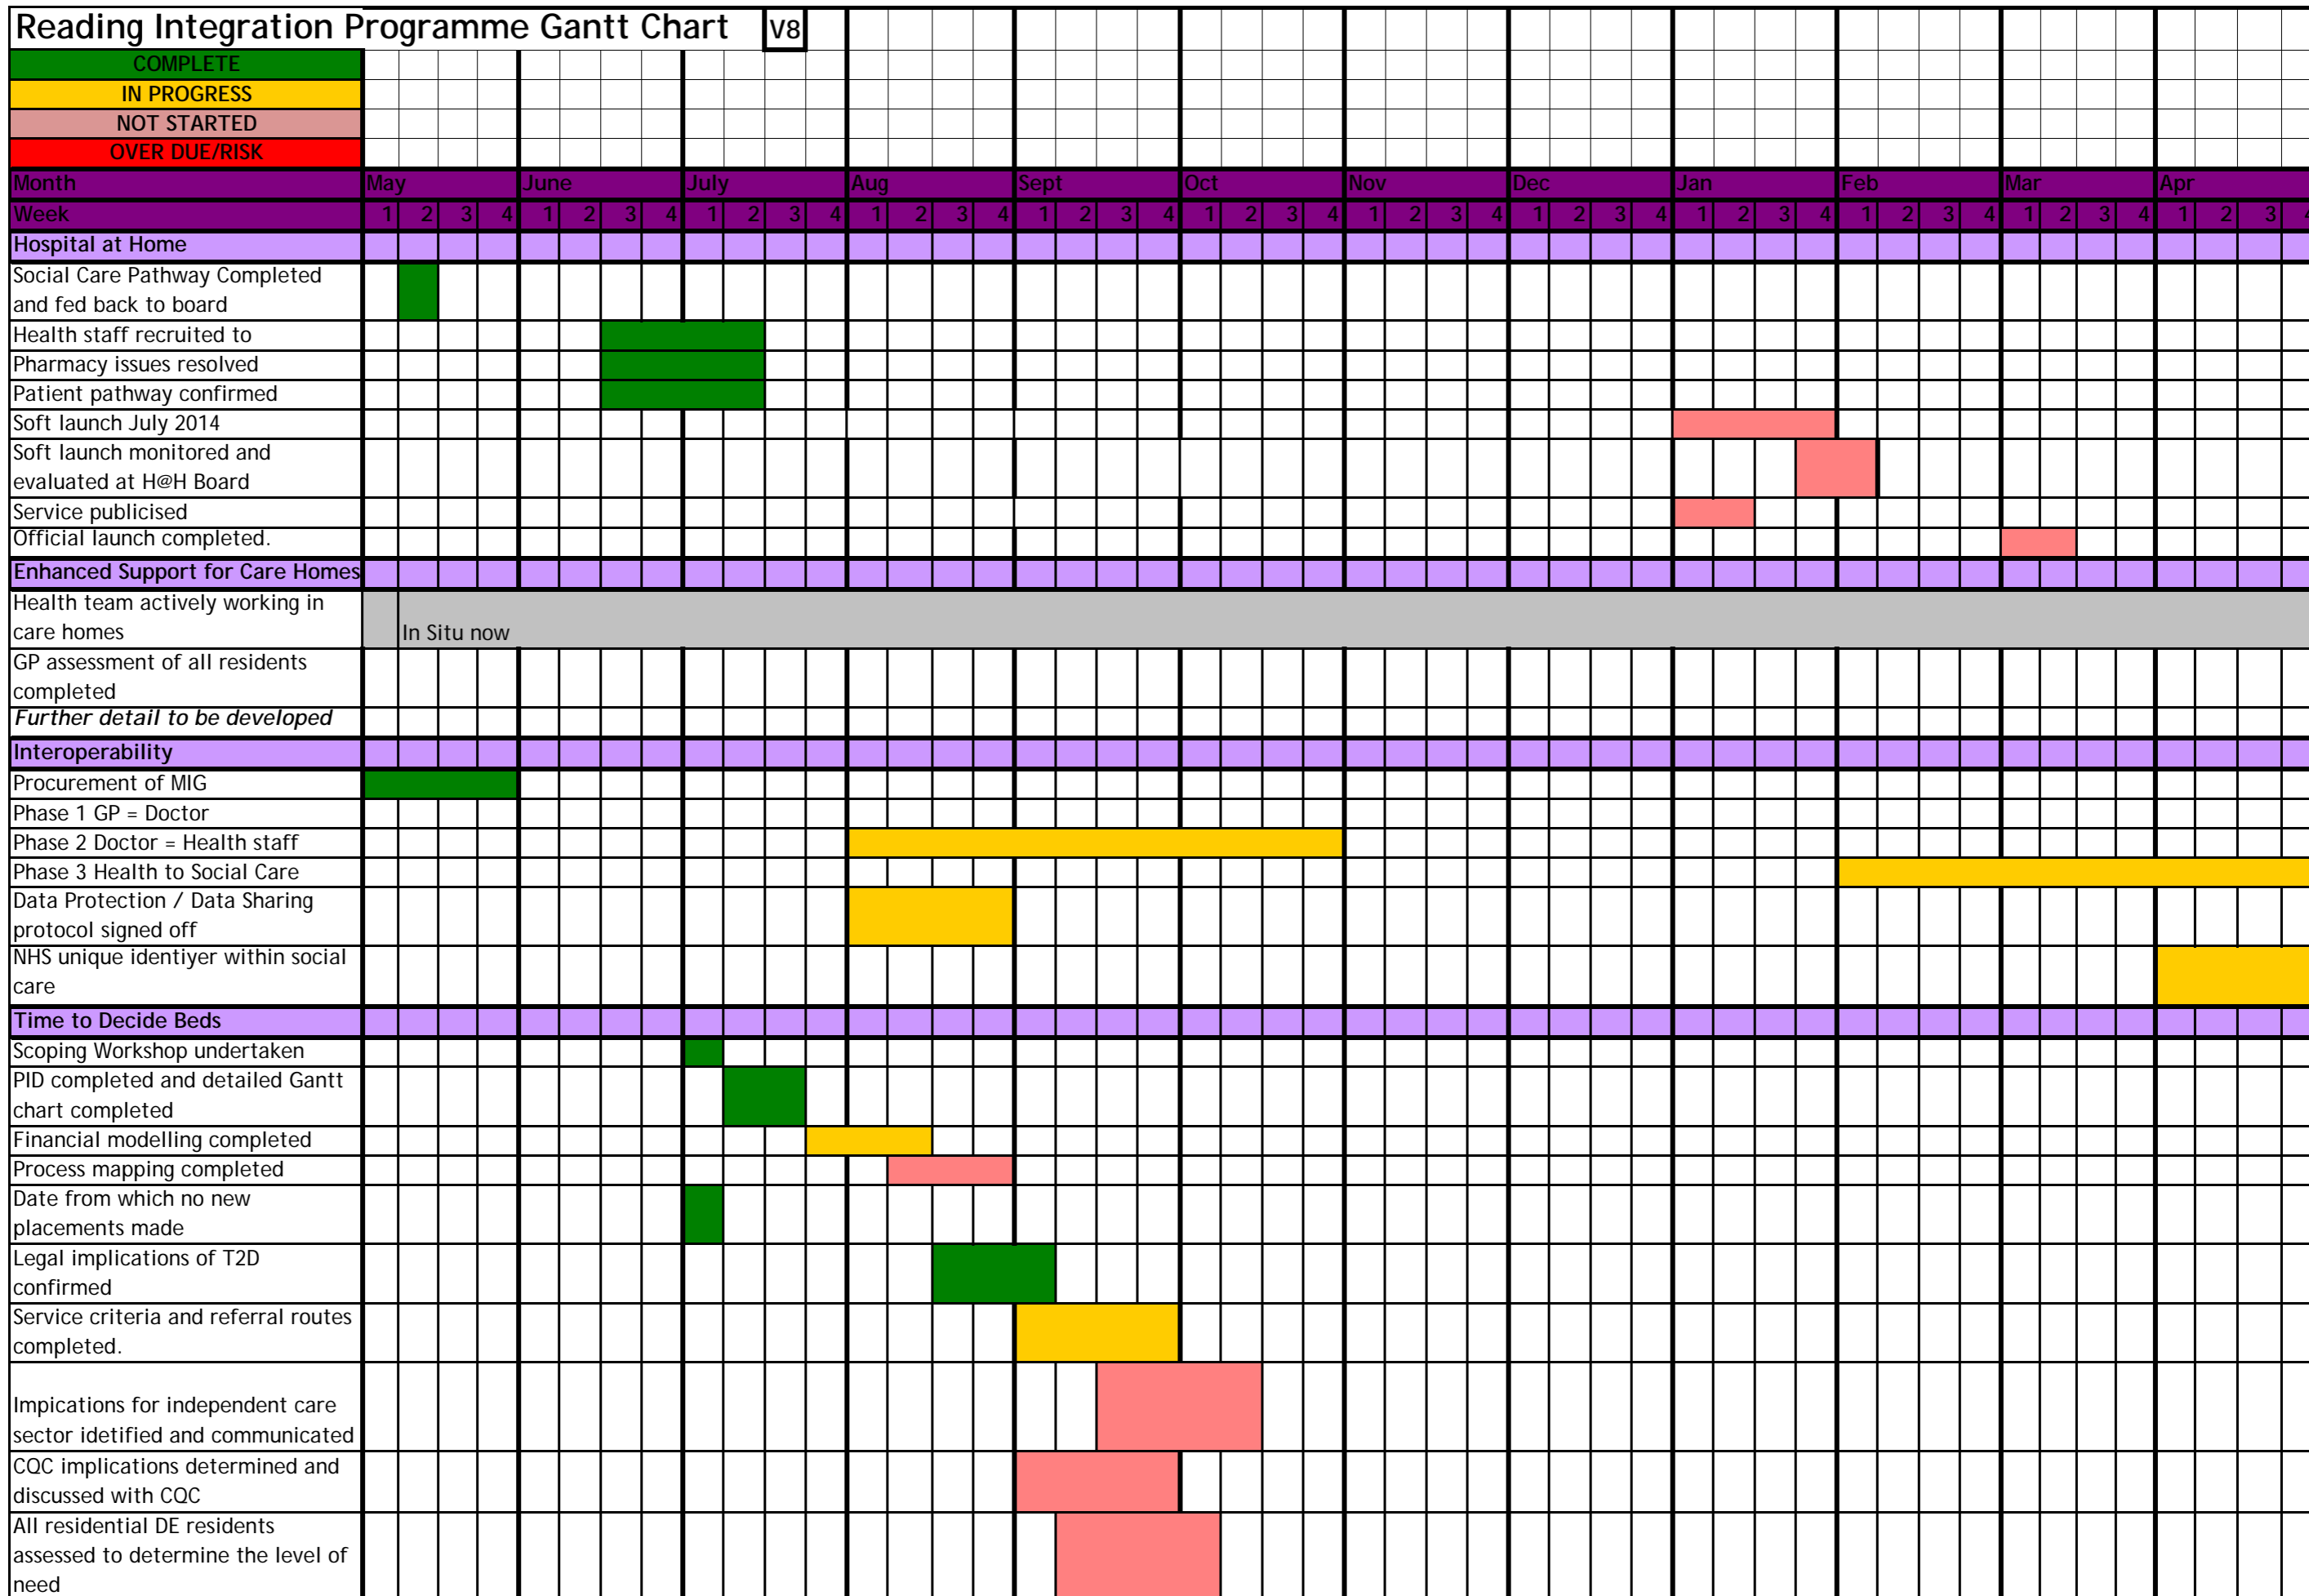 Reading Integration Programme Gantt Chart V8
COMPLETE
IN PROGRESS
NOT STARTED
OVER DUE/RISK
Month May June July Aug Sept Oct Nov Dec Jan Feb Mar Apr
Week 1 2 3 4 1 2 3 4 1 2 3 4 1 2 3 4 1 2 3 4 1 2 3 4 1 2 3 4 1 2 3 4 1 2 3 4 1 2 3 4 1 2 3 4 1 2 3 4
Hospital at Home
Social Care Pathway Completed
and fed back to board
Health staff recruited to
Pharmacy issues resolved
Patient pathway confirmed
Soft launch July 2014
Soft launch monitored and
evaluated at H@H Board
Service publicised
Official launch completed.
Enhanced Support for Care Homes
Health team actively working in
care homes
In Situ now
GP assessment of all residents
completed
Further detail to be developed
Interoperability
Procurement of MIG
Phase 1 GP = Doctor
Phase 2 Doctor = Health staff
Phase 3 Health to Social Care
Data Protection / Data Sharing
protocol signed off
NHS unique identiyer within social
care
Time to Decide Beds
Scoping Workshop undertaken
PID completed and detailed Gantt
chart completed
Financial modelling completed
Process mapping completed
Date from which no new
placements made
Legal implications of T2D
confirmed
Service criteria and referral routes
completed.
Impications for independent care
sector idetified and communicated
CQC implications determined and
discussed with CQC
All residential DE residents
assessed to determine the level of
need